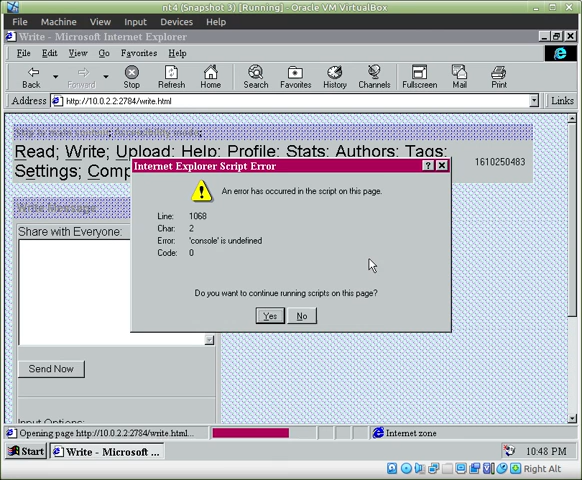 nt4 (Snapshot 3) [Running] - Oracle VM VirtualBox
File Machine View Input Devices Help
Write - Microsoft Internet Explorer
File Edit View Go Favorites Help
Back Forward Stop Refresh Home Search Favorites History Channels Fullscreen Mail Print
Address http://10.0.2.2:2784/write.html Links
Read; Write; Upload; Help; Profile; Stats; Authors; Tags;
Settings; Comp
1610250483
Write Message
Share with Everyone:
Internet Explorer Script Error
An error has occurred in the script on this page.
Line: 1068
Char: 2
Error: 'console' is undefined
Code: 0
Do you want to continue running scripts on this page?
Yes No
Send Now
Input Options:
Opening page http://10.0.2.2:2784/write.html... Internet zone
Start Write - Microsoft ... 10:48 PM
Right Alt